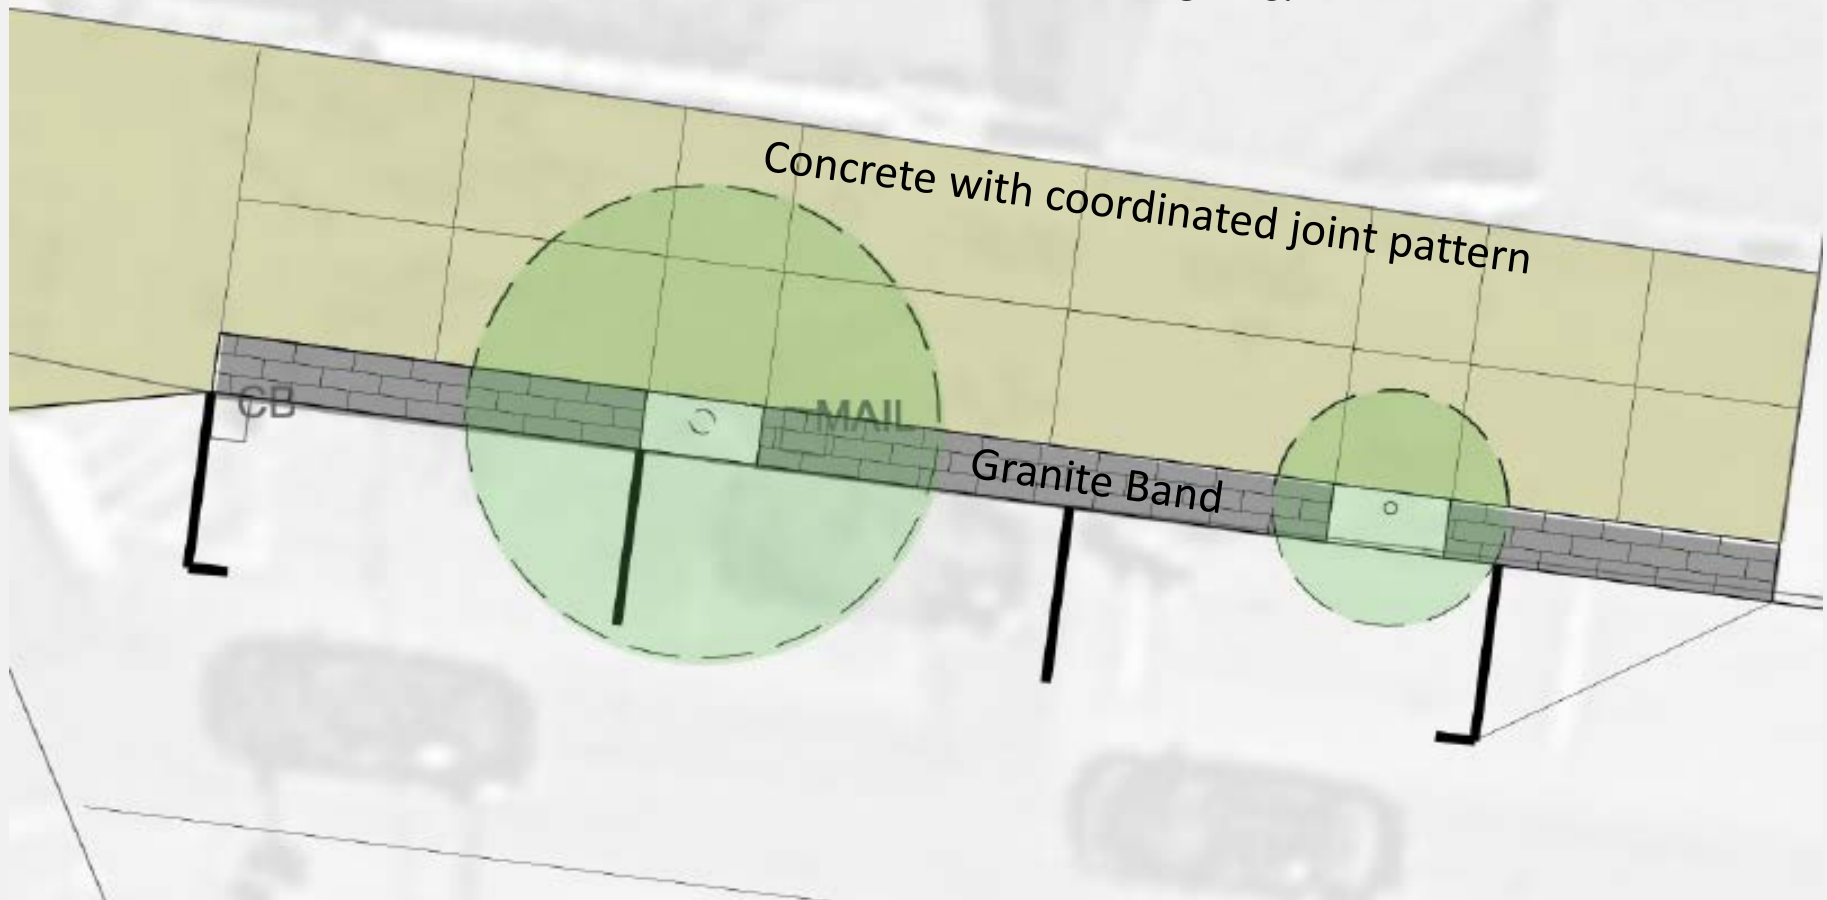 Concrete with coordinated joint pattern
CB
MAIL
Granite Band